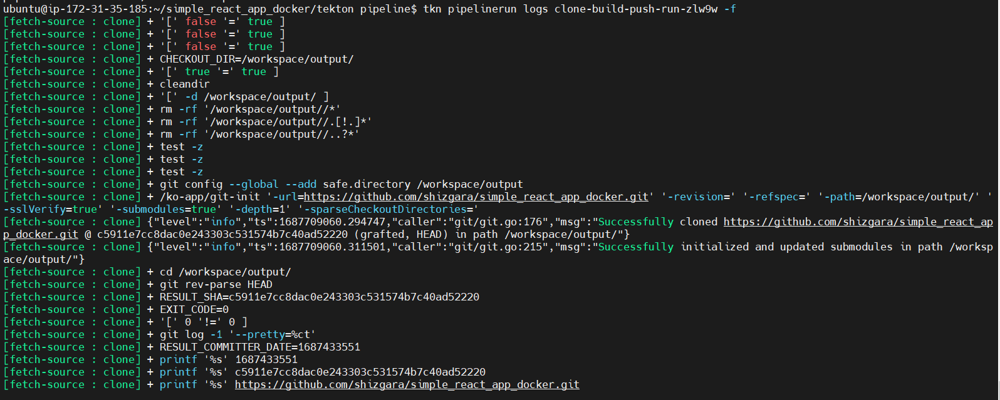 ubuntu@ip-172-31-35-185:~/simple_react_app_docker/tekton pipeline$ tkn pipelinerun logs clone-build-push-run-zlw9w -f
[fetch-source : clone] + '[' false '=' true ]
[fetch-source : clone] + '[' false '=' true ]
[fetch-source : clone] + '[' false '=' true ]
[fetch-source : clone] + CHECKOUT_DIR=/workspace/output/
[fetch-source : clone] + '[' true '=' true ]
[fetch-source : clone] + cleandir
[fetch-source : clone] + '[' -d /workspace/output/ ]
[fetch-source : clone] + rm -rf '/workspace/output//*'
[fetch-source : clone] + rm -rf '/workspace/output//.[!.]*'
[fetch-source : clone] + rm -rf '/workspace/output//..?*'
[fetch-source : clone] + test -z
[fetch-source : clone] + test -z
[fetch-source : clone] + test -z
[fetch-source : clone] + git config --global --add safe.directory /workspace/output
[fetch-source : clone] + /ko-app/git-init '-url=https://github.com/shizgara/simple_react_app_docker.git' '-revision=' '-refspec=' '-path=/workspace/output/' '
-sslVerify=true' '-submodules=true' '-depth=1' '-sparseCheckoutDirectories='
[fetch-source : clone] {"level":"info","ts":1687709060.294747,"caller":"git/git.go:176","msg":"Successfully cloned https://github.com/shizgara/simple_react_ap
p_docker.git @ c5911e7cc8dac0e243303c531574b7c40ad52220 (grafted, HEAD) in path /workspace/output/"}
[fetch-source : clone] {"level":"info","ts":1687709060.311501,"caller":"git/git.go:215","msg":"Successfully initialized and updated submodules in path /worksp
ace/output/"}
[fetch-source : clone] + cd /workspace/output/
[fetch-source : clone] + git rev-parse HEAD
[fetch-source : clone] + RESULT_SHA=c5911e7cc8dac0e243303c531574b7c40ad52220
[fetch-source : clone] + EXIT_CODE=0
[fetch-source : clone] + '[' 0 '!=' 0 ]
[fetch-source : clone] + git log -1 '--pretty=%ct'
[fetch-source : clone] + RESULT_COMMITTER_DATE=1687433551
[fetch-source : clone] + printf '%s' 1687433551
[fetch-source : clone] + printf '%s' c5911e7cc8dac0e243303c531574b7c40ad52220
[fetch-source : clone] + printf '%s' https://github.com/shizgara/simple_react_app_docker.git